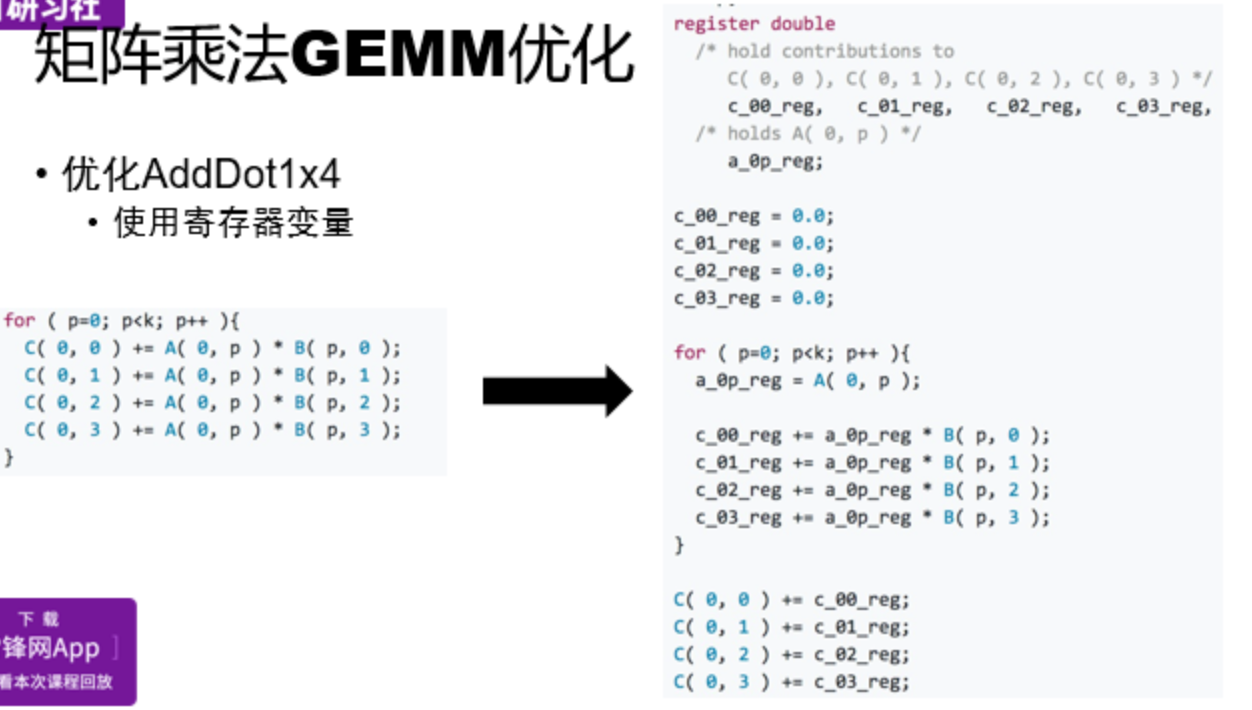 研习社
矩阵乘法GEMM优化
• 优化AddDot1x4
• 使用寄存器变量
for ( p=0; p<k; p++ ){
C( 0, 0 ) += A( 0, p ) * B( p, 0 );
C( 0, 1 ) += A( 0, p ) * B( p, 1 );
C( 0, 2 ) += A( 0, p ) * B( p, 2 );
C( 0, 3 ) += A( 0, p ) * B( p, 3 );
}
register double
/* hold contributions to
C( 0, 0 ), C( 0, 1 ), C( 0, 2 ), C( 0, 3 ) */
c_00_reg, c_01_reg, c_02_reg, c_03_reg,
/* holds A( 0, p ) */
a_0p_reg;
c_00_reg = 0.0;
c_01_reg = 0.0;
c_02_reg = 0.0;
c_03_reg = 0.0;
for ( p=0; p<k; p++ ){
a_0p_reg = A( 0, p );
c_00_reg += a_0p_reg * B( p, 0 );
c_01_reg += a_0p_reg * B( p, 1 );
c_02_reg += a_0p_reg * B( p, 2 );
c_03_reg += a_0p_reg * B( p, 3 );
}
C( 0, 0 ) += c_00_reg;
C( 0, 1 ) += c_01_reg;
C( 0, 2 ) += c_02_reg;
C( 0, 3 ) += c_03_reg;
下载
锋网App
看本次课程回放